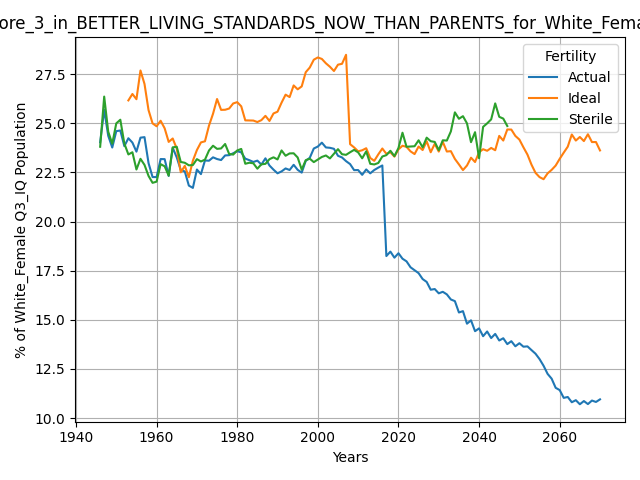 ore_3_in_BETTER_LIVING_STANDARDS_NOW_THAN_PARENTS_for_White_Fema
Fertility
Actual
Ideal
Sterile
% of White_Female Q3_IQ Population
27.5
25.0
22.5
20.0
17.5
15.0
12.5
10.0
1940 1960 1980 2000 2020 2040 2060
Years